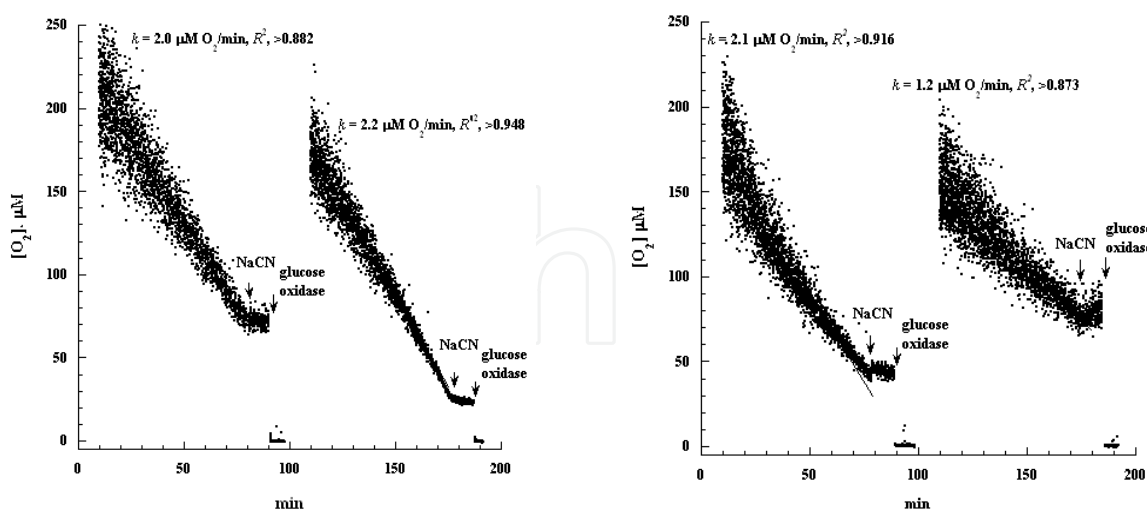 250
200
150
100
50
0
[O2]. μM
k = 2.0 μM O2/min, R2, >0.882
k = 2.2 μM O2/min, R12, >0.948
NaCN
glucose
oxidase
NaCN
glucose
oxidase
0
50
100
150
200
min
250
200
150
100
50
0
[O2] μM
k = 2.1 μM O2/min, R2, >0.916
k = 1.2 μM O2/min, R2, >0.873
NaCN
glucose
oxidase
NaCN
glucose
oxidase
0
50
100
150
200
min